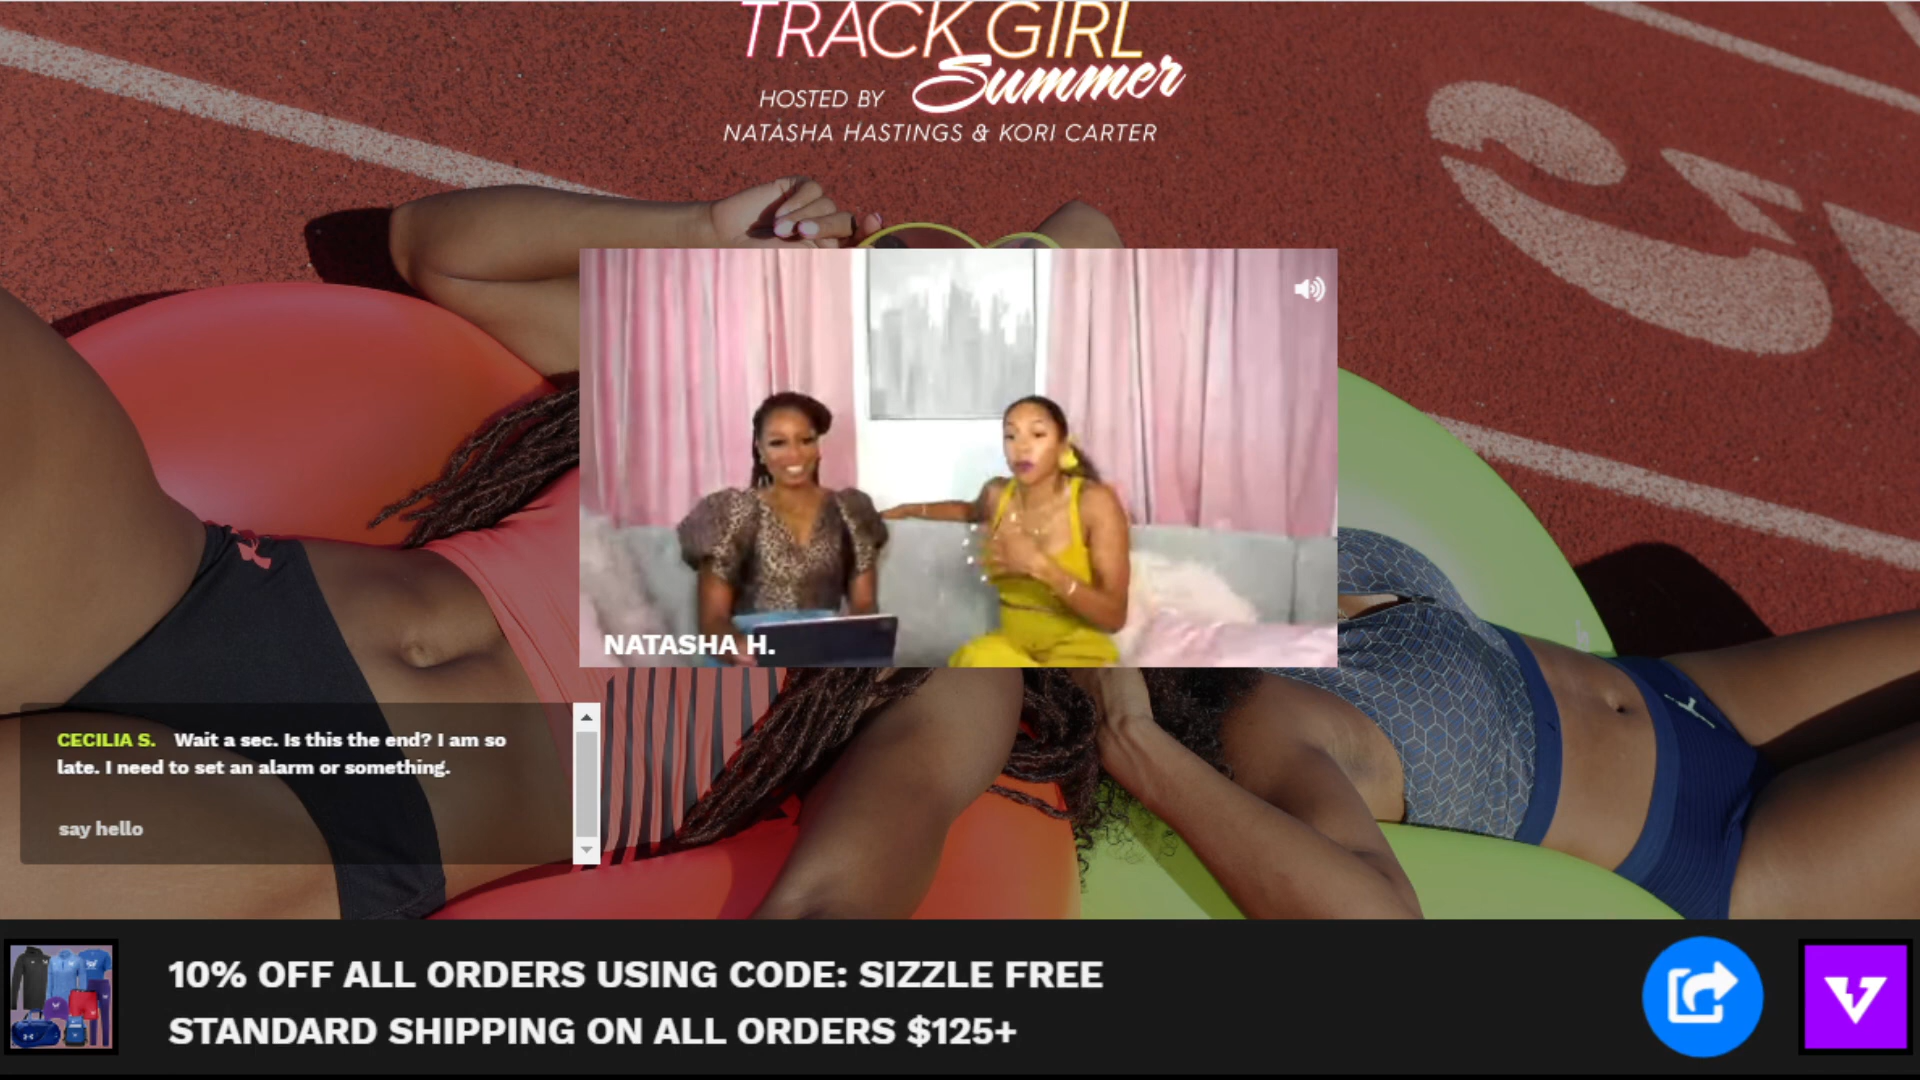 TRACK GIRL
Summer
HOSTED BY
NATASHA HASTINGS & KORI CARTER
NATASHA H.
CECILIA S. Wait a sec. Is this the end? I am so
late. I need to set an alarm or something.
say hello
10% OFF ALL ORDERS USING CODE: SIZZLE FREE
STANDARD SHIPPING ON ALL ORDERS $125+